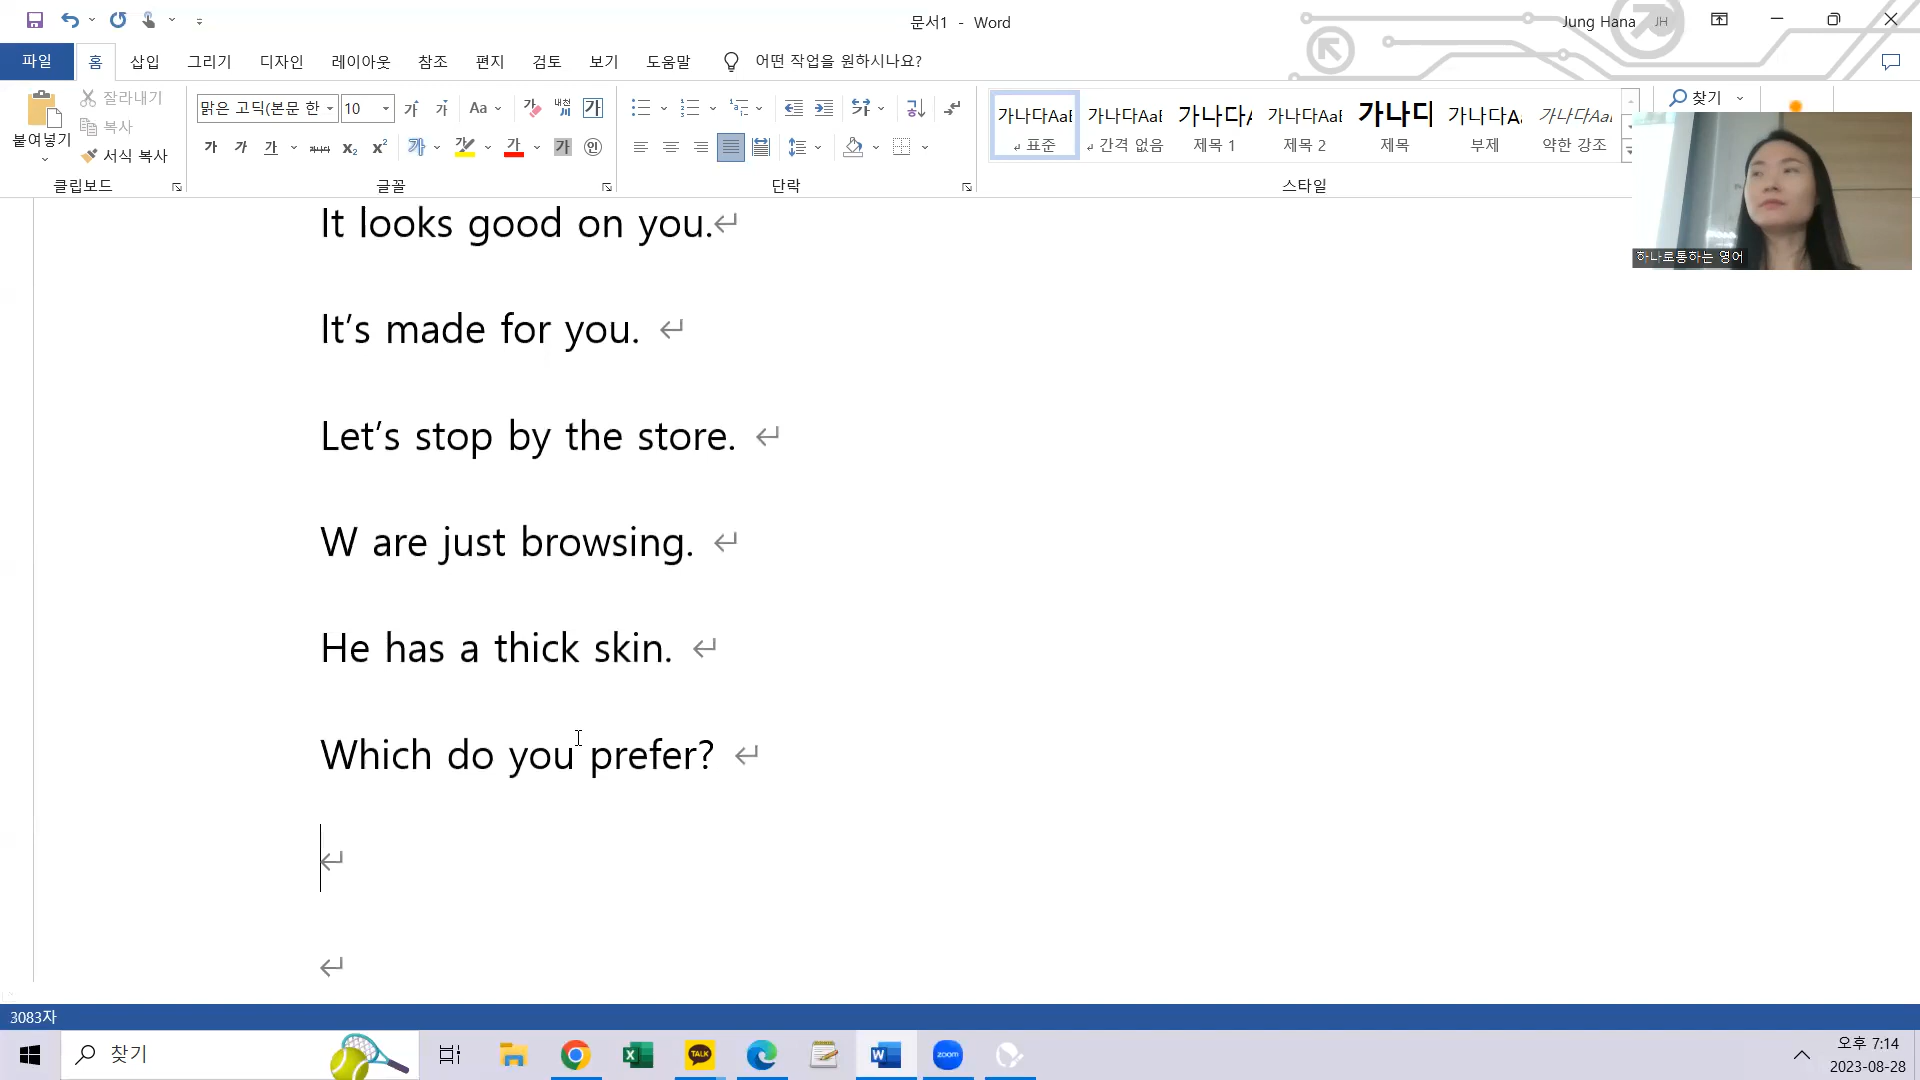 문서1 - Word
Jung Hana JH
파일 홈 삽입 그리기 디자인 레이아웃 참조 편지 검토 보기 도움말 어떤 작업을 원하시나요?
붙여넣기
잘라내기
복사
서식 복사
클립보드
맑은 고딕(본문 한 10
글꼴
단락
가나다AaB 표준
가나다AaB 간격 없음
가나다A 제목 1
가나다AaB 제목 2
가나다 제목
가나다Aa 부제
가나다Aa 약한 강조
스타일
찾기
하나로통하는 영어
It looks good on you.
It’s made for you.
Let’s stop by the store.
W are just browsing.
He has a thick skin.
Which do you prefer?
3083자
찾기
TALK
zoom
오후 7:14
2023-08-28